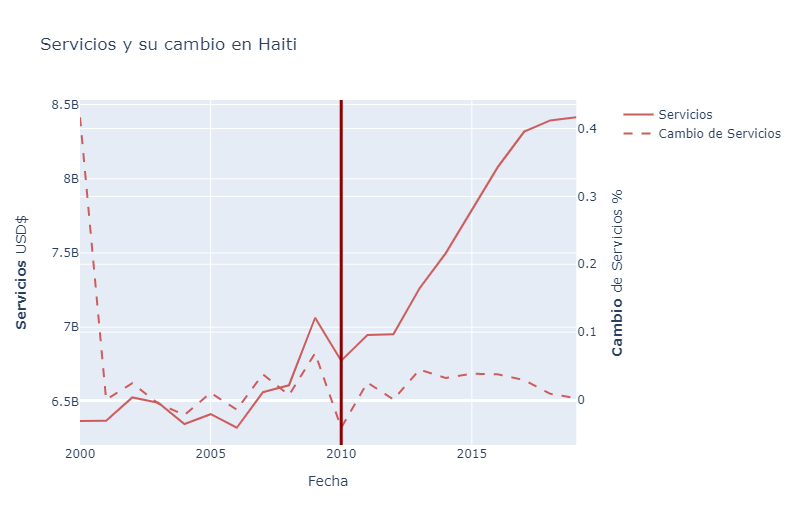 Servicios y su cambio en Haiti
8.5B
8B
7.5B
7B
6.5B
Servicios USD$
0.4
0.3
0.2
0.1
0
Cambio de Servicios %
2000
2005
2010
2015
Fecha
Servicios
Cambio de Servicios